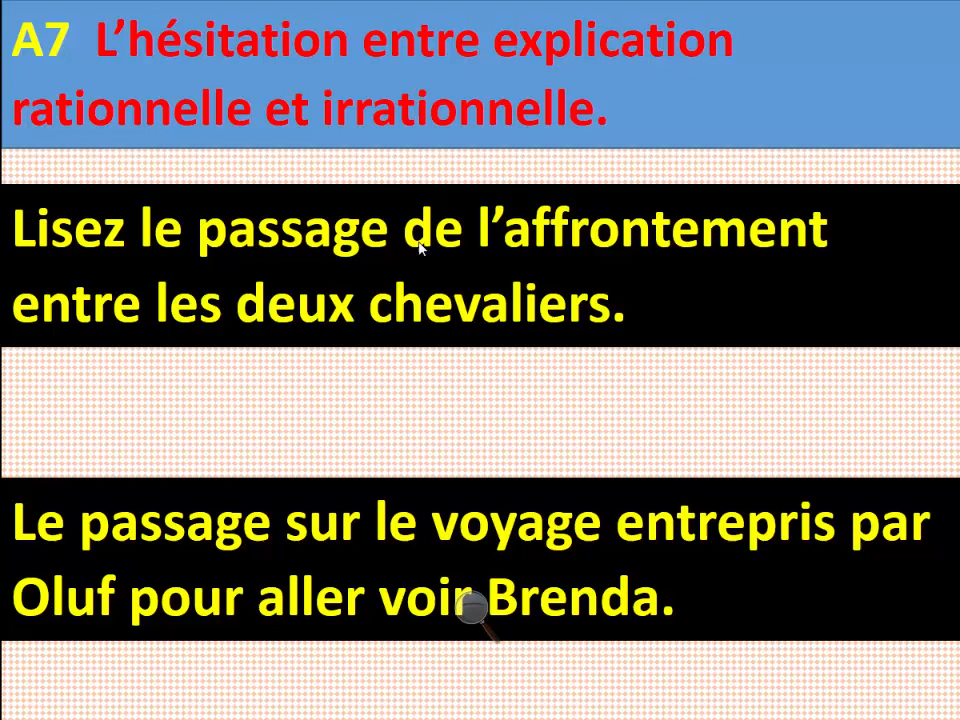 A7 L’hésitation entre explication
rationnelle et irrationnelle.
Lisez le passage de l’affrontement
entre les deux chevaliers.
Le passage sur le voyage entrepris par
Oluf pour aller voir Brenda.